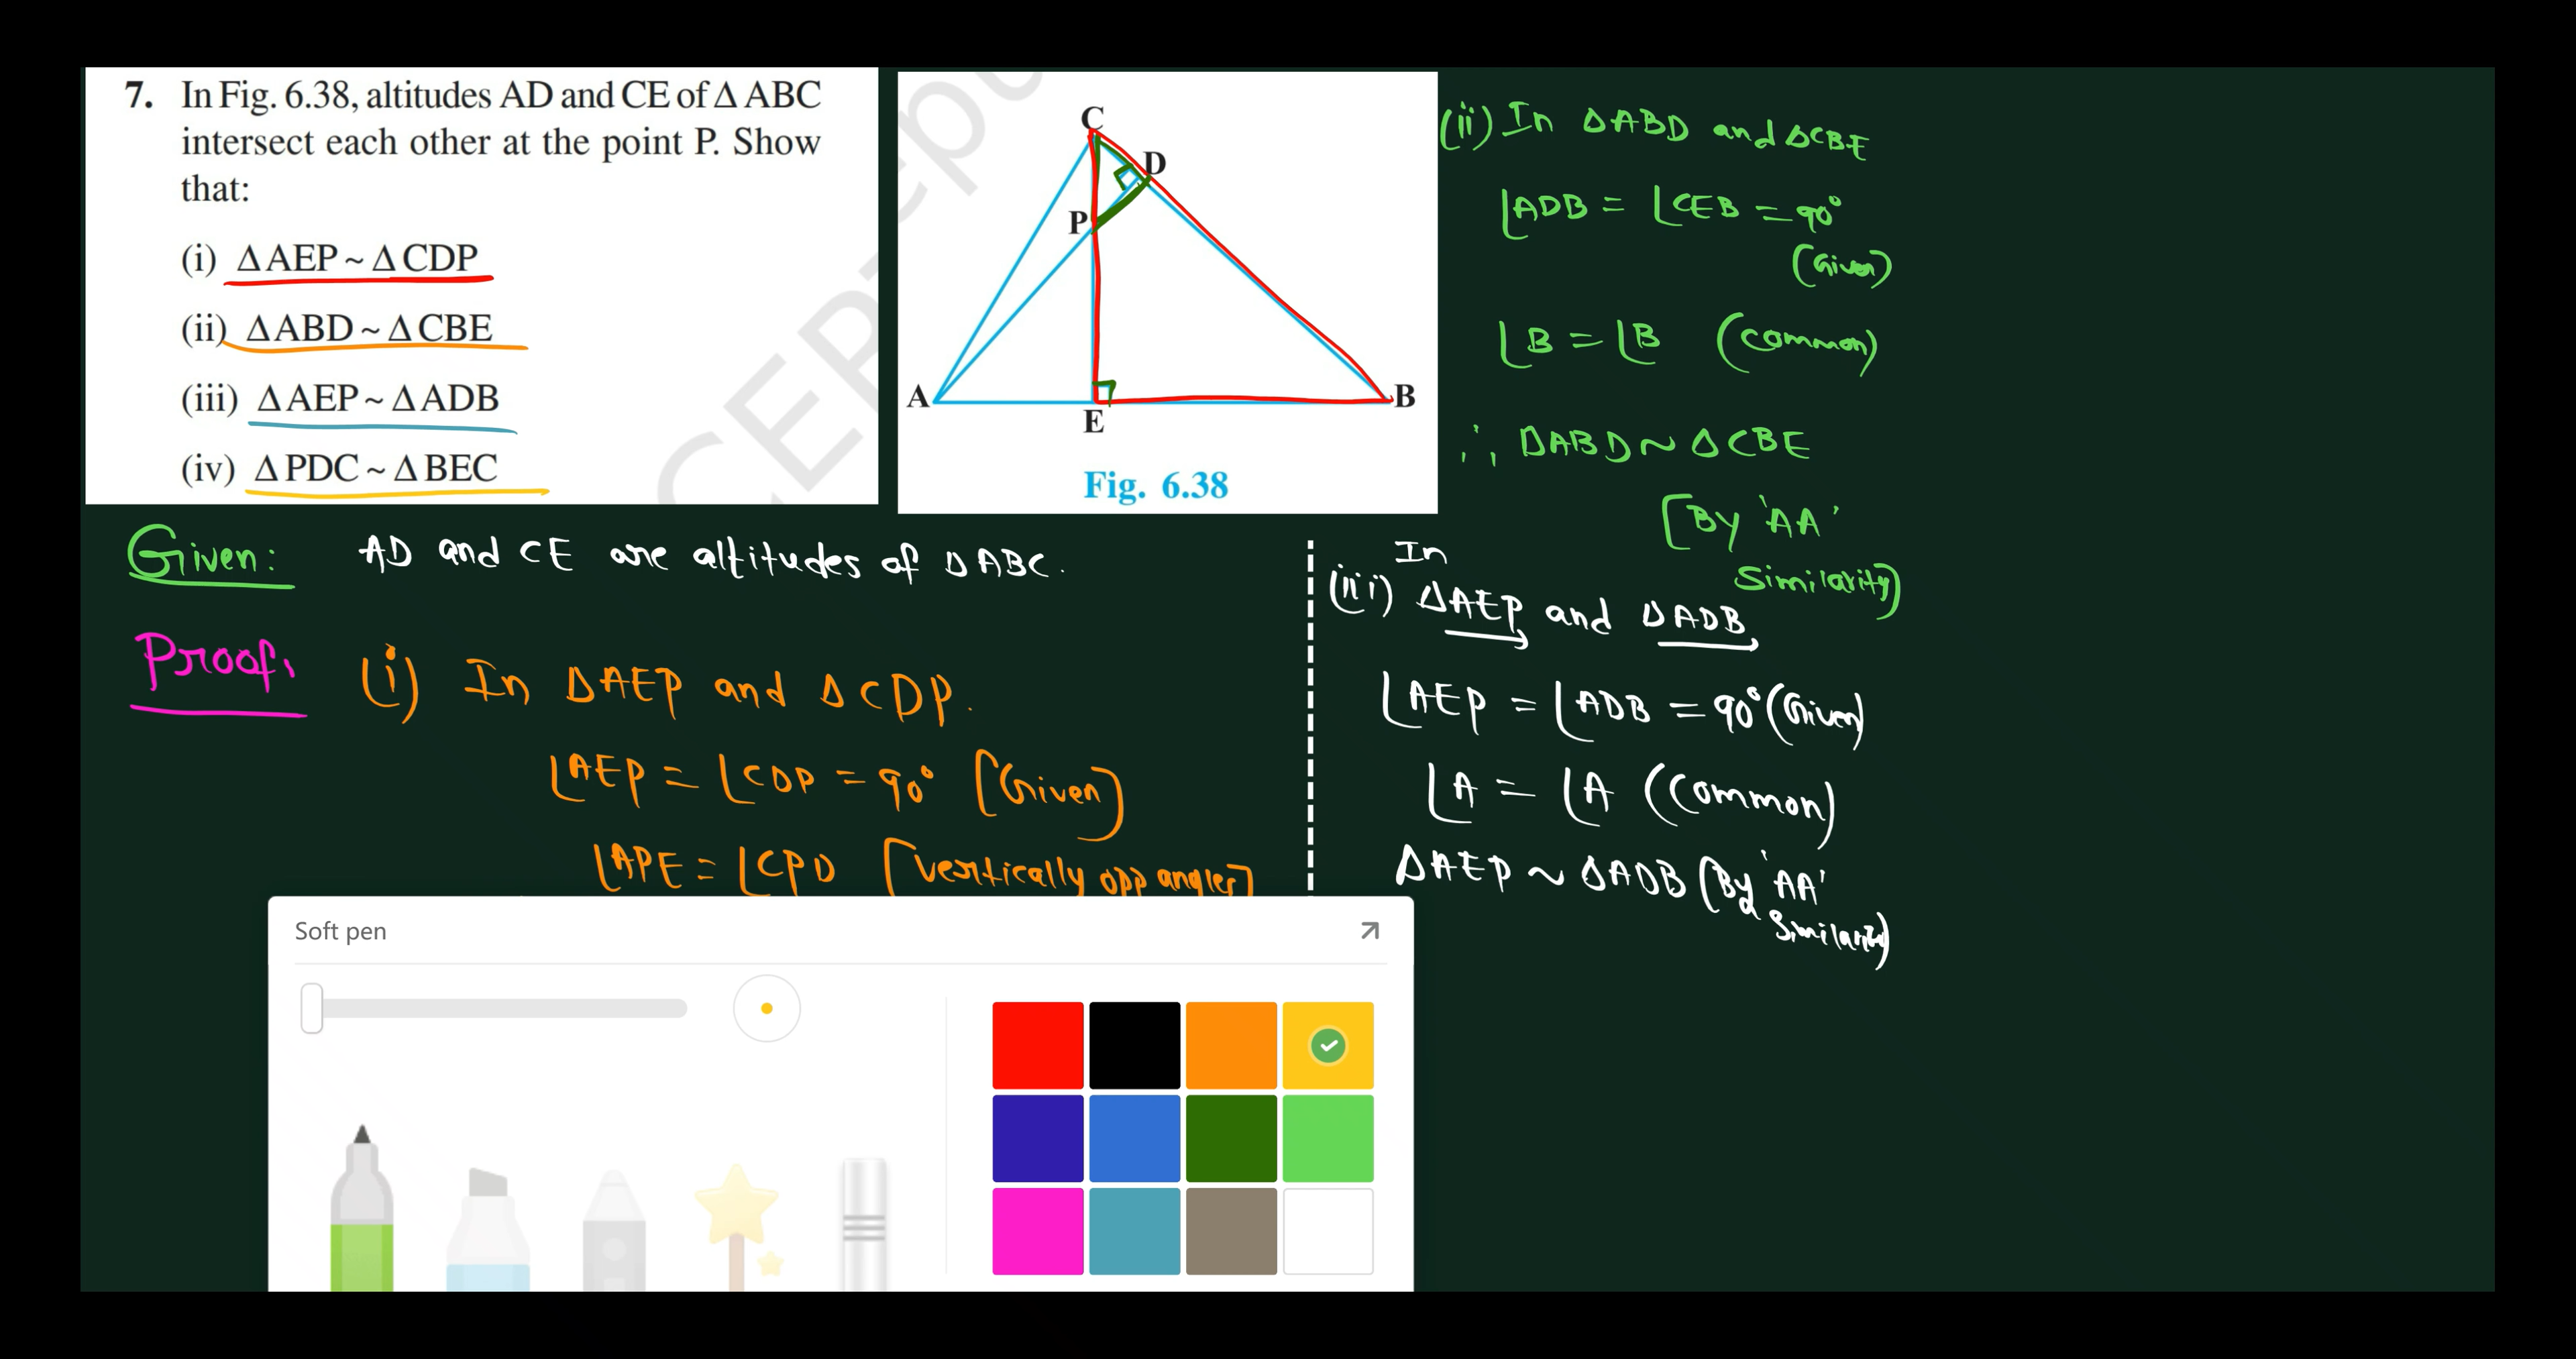 7. In Fig. 6.38, altitudes AD and CE of Δ ABC
intersect each other at the point P. Show
that:
(i) Δ AEP ~ Δ CDP
(ii) Δ ABD ~ Δ CBE
(iii) Δ AEP ~ Δ ADB
(iv) Δ PDC ~ Δ BEC
C
D
P
A
E
B
Fig. 6.38
Given: AD and CE are altitudes of ΔABC.
Proof: (i) In ΔAEP and ΔCDP.
∠AEP = ∠CDP = 90° [Given]
∠APE = ∠CPD [vertically opp angles]
(ii) In ΔABD and ΔCBE
∠ADB = ∠CEB = 90°
(Given)
∠B = ∠B (Common)
∴ ΔABD ~ ΔCBE
[By 'AA'
Similarity)
In
(iii) ΔAEP and ΔADB
∠AEP = ∠ADB = 90° (Given)
∠A = ∠A (Common)
ΔAEP ~ ΔADB (By 'AA'
Similarity)
Soft pen